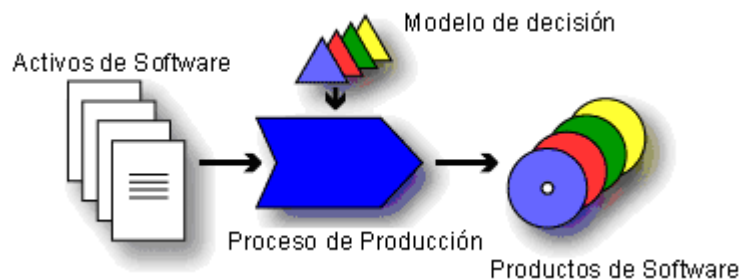 Modelo de decisión
Activos de Software
Proceso de Producción
Productos de Software